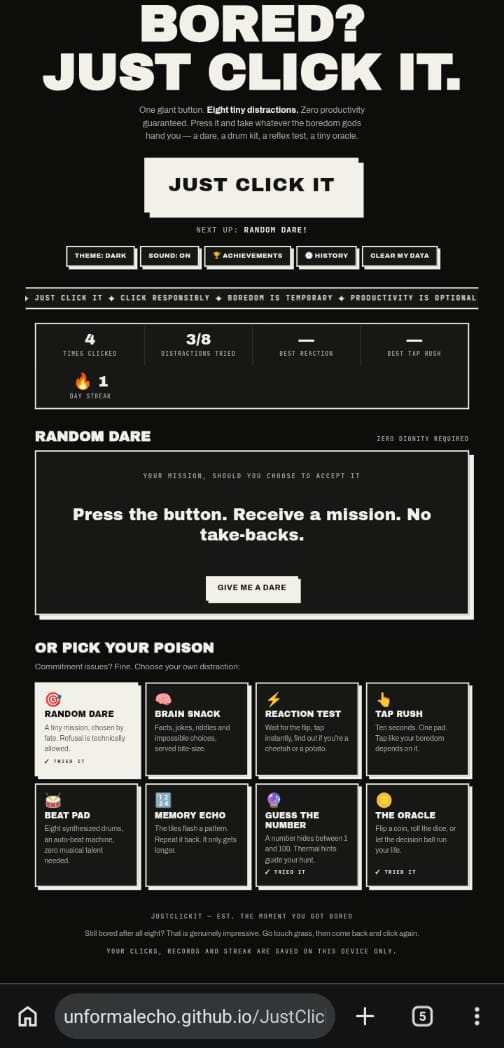 BORED?
JUST CLICK IT.
One giant button. Eight tiny distractions. Zero productivity
guaranteed. Press it and take whatever the boredom gods
hand you — a dare, a drum kit, a reflex test, a tiny oracle.
JUST CLICK IT
NEXT UP: RANDOM DARE!
THEME: DARK
SOUND: ON
🏆 ACHIEVEMENTS
🕒 HISTORY
CLEAR MY DATA
✦ JUST CLICK IT ✦ CLICK RESPONSIBLY ✦ BOREDOM IS TEMPORARY ✦ PRODUCTIVITY IS OPTIONAL
4
TIMES CLICKED
3/8
DISTRACTIONS TRIED
—
BEST REACTION
—
BEST TAP RUSH
🔥 1
DAY STREAK
RANDOM DARE
ZERO DIGNITY REQUIRED
YOUR MISSION, SHOULD YOU CHOOSE TO ACCEPT IT
Press the button. Receive a mission. No
take-backs.
GIVE ME A DARE
OR PICK YOUR POISON
Commitment issues? Fine. Choose your own distraction:
🎯
RANDOM DARE
A tiny mission, chosen by
fate. Refusal is technically
allowed.
✓ TRIED IT
🧠
BRAIN SNACK
Facts, jokes, riddles and
impossible choices,
served bite-size.
⚡
REACTION TEST
Wait for the flip, tap
instantly, find out if you're a
cheetah or a potato.
👆
TAP RUSH
Ten seconds. One pad.
Tap like your boredom
depends on it.
🥁
BEAT PAD
Eight synthesized drums,
an auto-beat machine,
zero musical talent
needed.
🔢
MEMORY ECHO
The tiles flash a pattern.
Repeat it back. It only gets
longer.
🔮
GUESS THE
NUMBER
A number hides between 1
and 100. Thermal hints
guide your hunt.
✓ TRIED IT
🪙
THE ORACLE
Flip a coin, roll the dice, or
let the decision ball run
your life.
✓ TRIED IT
JUSTCLICKIT — EST. THE MOMENT YOU GOT BORED
Still bored after all eight? That is genuinely impressive. Go touch grass, then come back and click again.
YOUR CLICKS, RECORDS AND STREAK ARE SAVED ON THIS DEVICE ONLY.
unformalecho.github.io/JustClic
5